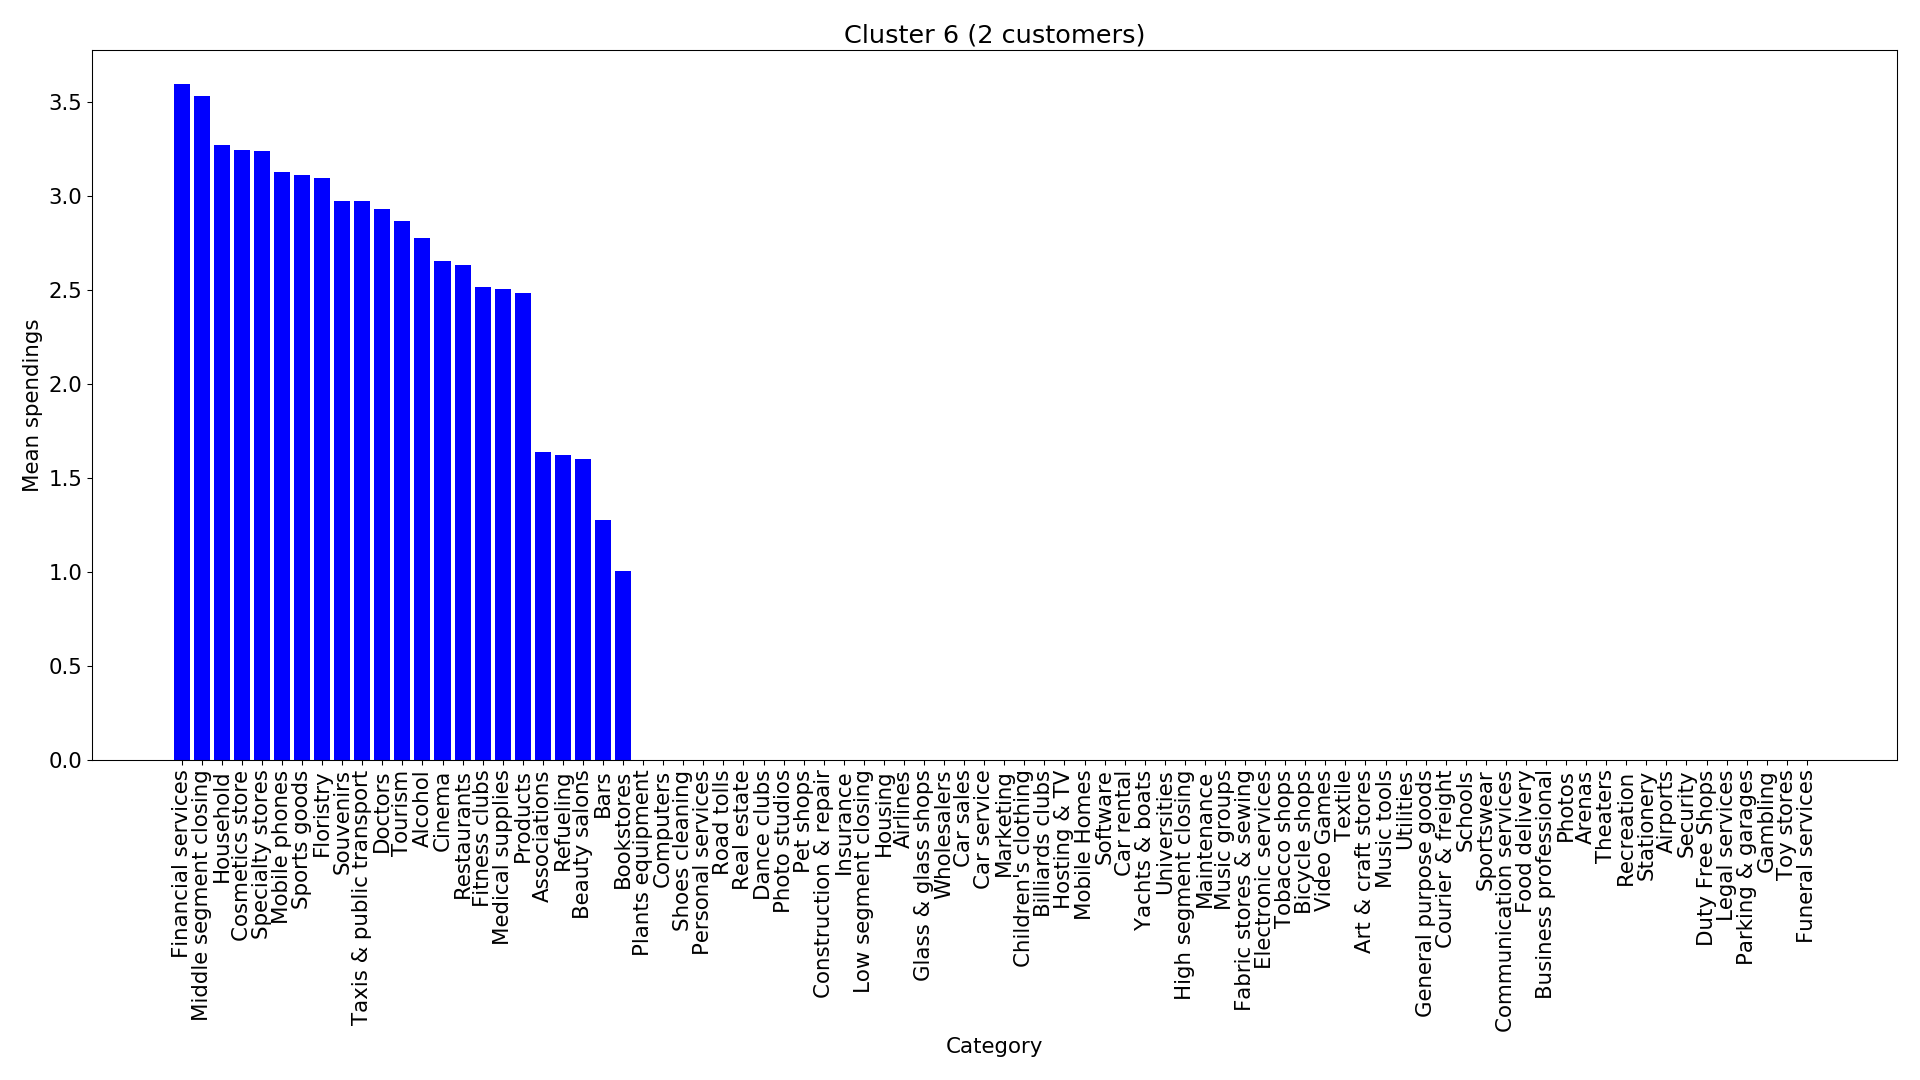 Cluster 6 (2 customers)
Mean spendings
3.5
3.0
2.5
2.0
1.5
1.0
0.5
0.0
Financial services
Middle segment closing
Household
Cosmetics store
Specialty stores
Mobile phones
Sports goods
Floristry
Souvenirs
Taxis & public transport
Doctors
Tourism
Alcohol
Cinema
Restaurants
Fitness clubs
Medical supplies
Products
Associations
Refueling
Beauty salons
Bars
Bookstores
Plants equipment
Computers
Shoes cleaning
Personal services
Road tolls
Real estate
Dance clubs
Photo studios
Pet shops
Construction & repair
Insurance
Low segment closing
Housing
Airlines
Glass & glass shops
Wholesalers
Car sales
Car service
Marketing
Children's clothing
Billiards clubs
Hosting & TV
Mobile Homes
Software
Car rental
Yachts & boats
Universities
High segment closing
Maintenance
Music groups
Fabric stores & sewing
Electronic services
Tobacco shops
Bicycle shops
Video Games
Textile
Art & craft stores
Music tools
Utilities
General purpose goods
Courier & freight
Schools
Sportswear
Communication services
Food delivery
Business professional
Photos
Arenas
Theaters
Recreation
Stationery
Airports
Security
Duty Free Shops
Legal services
Parking & garages
Gambling
Toy stores
Funeral services
Category